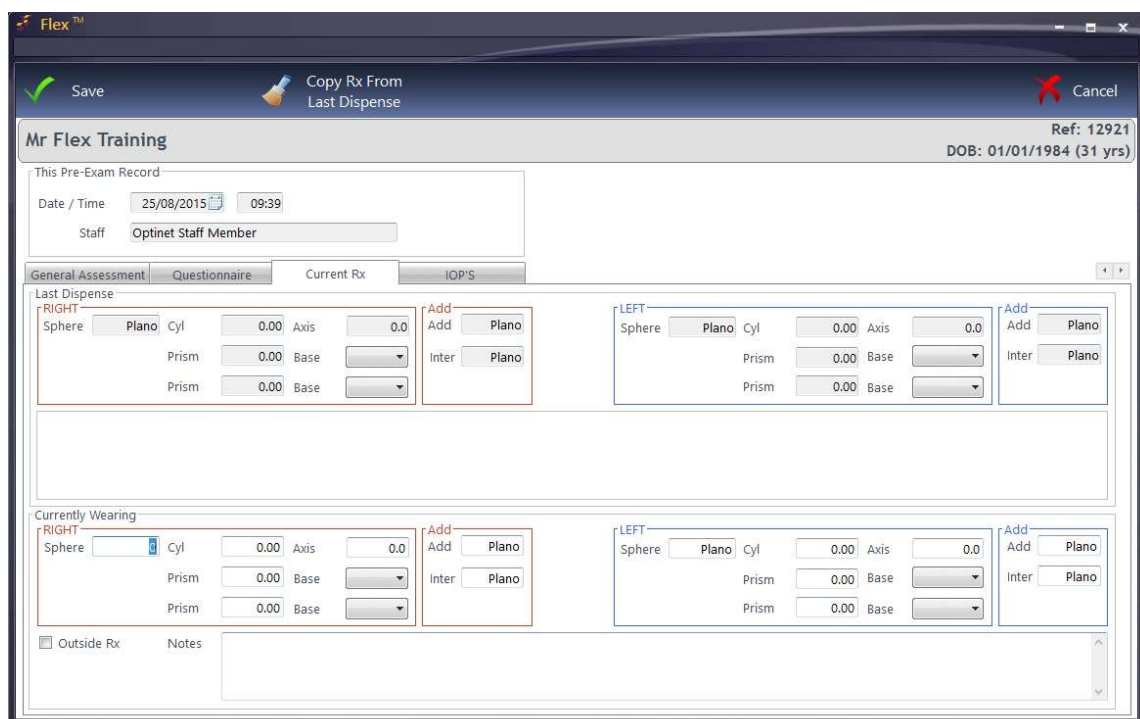 Flex™
Save
Copy Rx From
Last Dispense
Cancel
Mr Flex Training
Ref: 12921
DOB: 01/01/1984 (31 yrs)
This Pre-Exam Record
Date / Time 25/08/2015 09:39
Staff Optinet Staff Member
General Assessment Questionnaire Current Rx IOP'S
Last Dispense
RIGHT Add LEFT Add
Sphere Plano Cyl 0.00 Axis 0.0 Add Plano Sphere Plano Cyl 0.00 Axis 0.0 Add Plano
Prism 0.00 Base Inter Plano Prism 0.00 Base Inter Plano
Prism 0.00 Base Prism 0.00 Base
Currently Wearing
RIGHT Add LEFT Add
Sphere 0 Cyl 0.00 Axis 0.0 Add Plano Sphere Plano Cyl 0.00 Axis 0.0 Add Plano
Prism 0.00 Base Inter Plano Prism 0.00 Base Inter Plano
Prism 0.00 Base Prism 0.00 Base
Outside Rx Notes